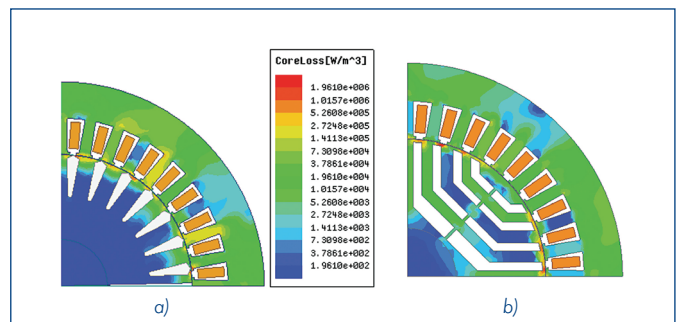 CoreLoss[W/m^3]
1.9610e+006
1.0157e+006
5.2608e+005
2.7248e+005
1.4113e+005
7.3098e+004
3.7861e+004
1.9610e+004
1.0157e+004
5.2608e+003
2.7248e+003
1.4113e+003
7.3098e+002
3.7861e+002
1.9610e+002
a)
b)